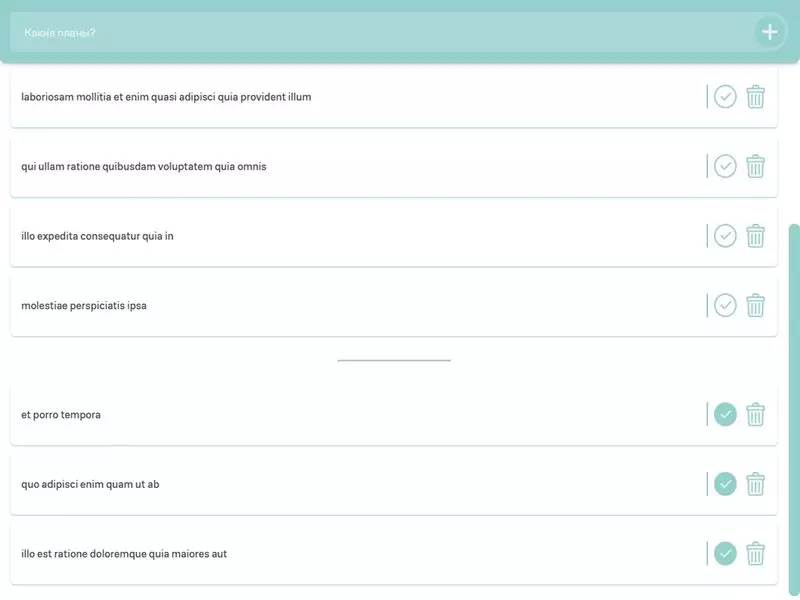 Какие планы?
laboriosam mollitia et enim quasi adipisci quia provident illum
qui ullam ratione quibusdam voluptatem quia omnis
illo expedita consequatur quia in
molestiae perspiciatis ipsa
et porro tempora
quo adipisci enim quam ut ab
illo est ratione doloremque quia maiores aut